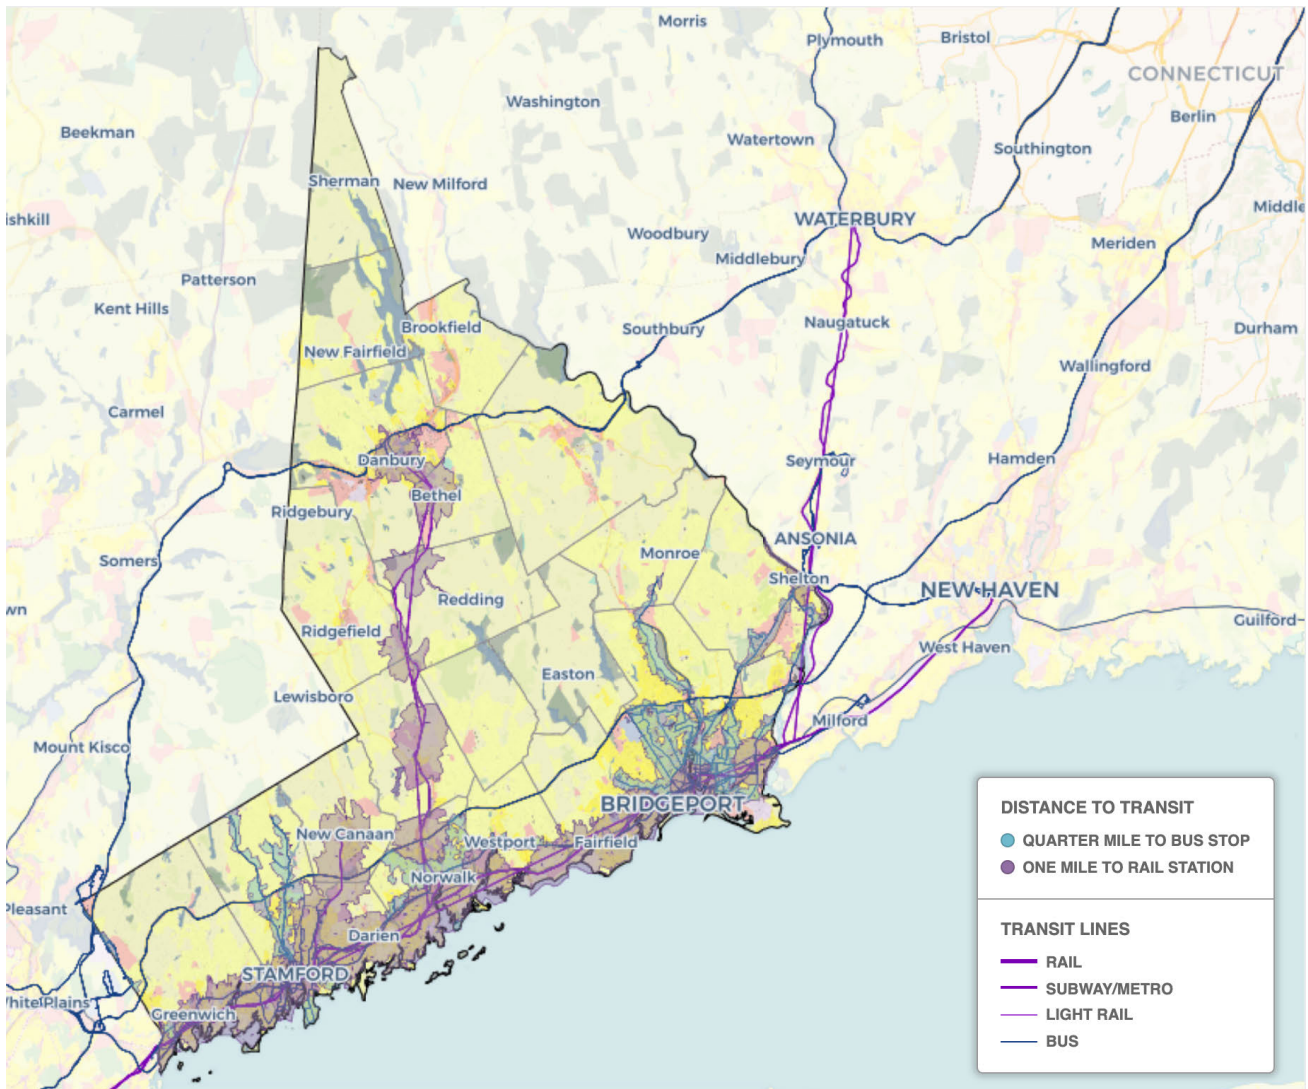 Morris
Plymouth
Bristol
CONNECTICUT
Washington
Berlin
Beekman
Watertown
Southington
Sherman
New Milford
Middle
ishkill
WATERBURY
Woodbury
Meriden
Middlebury
Patterson
Kent Hills
Naugatuck
Brookfield
Southbury
Durham
New Fairfield
Wallingford
Carmel
Danbury
Seymour
Hamden
Bethel
Ridgebury
ANSONIA
Monroe
Somers
Shelton
NEW HAVEN
Redding
wn
Guilford
Ridgefield
West Haven
Easton
Lewisboro
Milford
Mount Kisco
BRIDGEPORT
New Canaan
Westport
Fairfield
Norwalk
Pleasant
Darien
STAMFORD
hite Plains
Greenwich
DISTANCE TO TRANSIT
QUARTER MILE TO BUS STOP
ONE MILE TO RAIL STATION
TRANSIT LINES
RAIL
SUBWAY/METRO
LIGHT RAIL
BUS